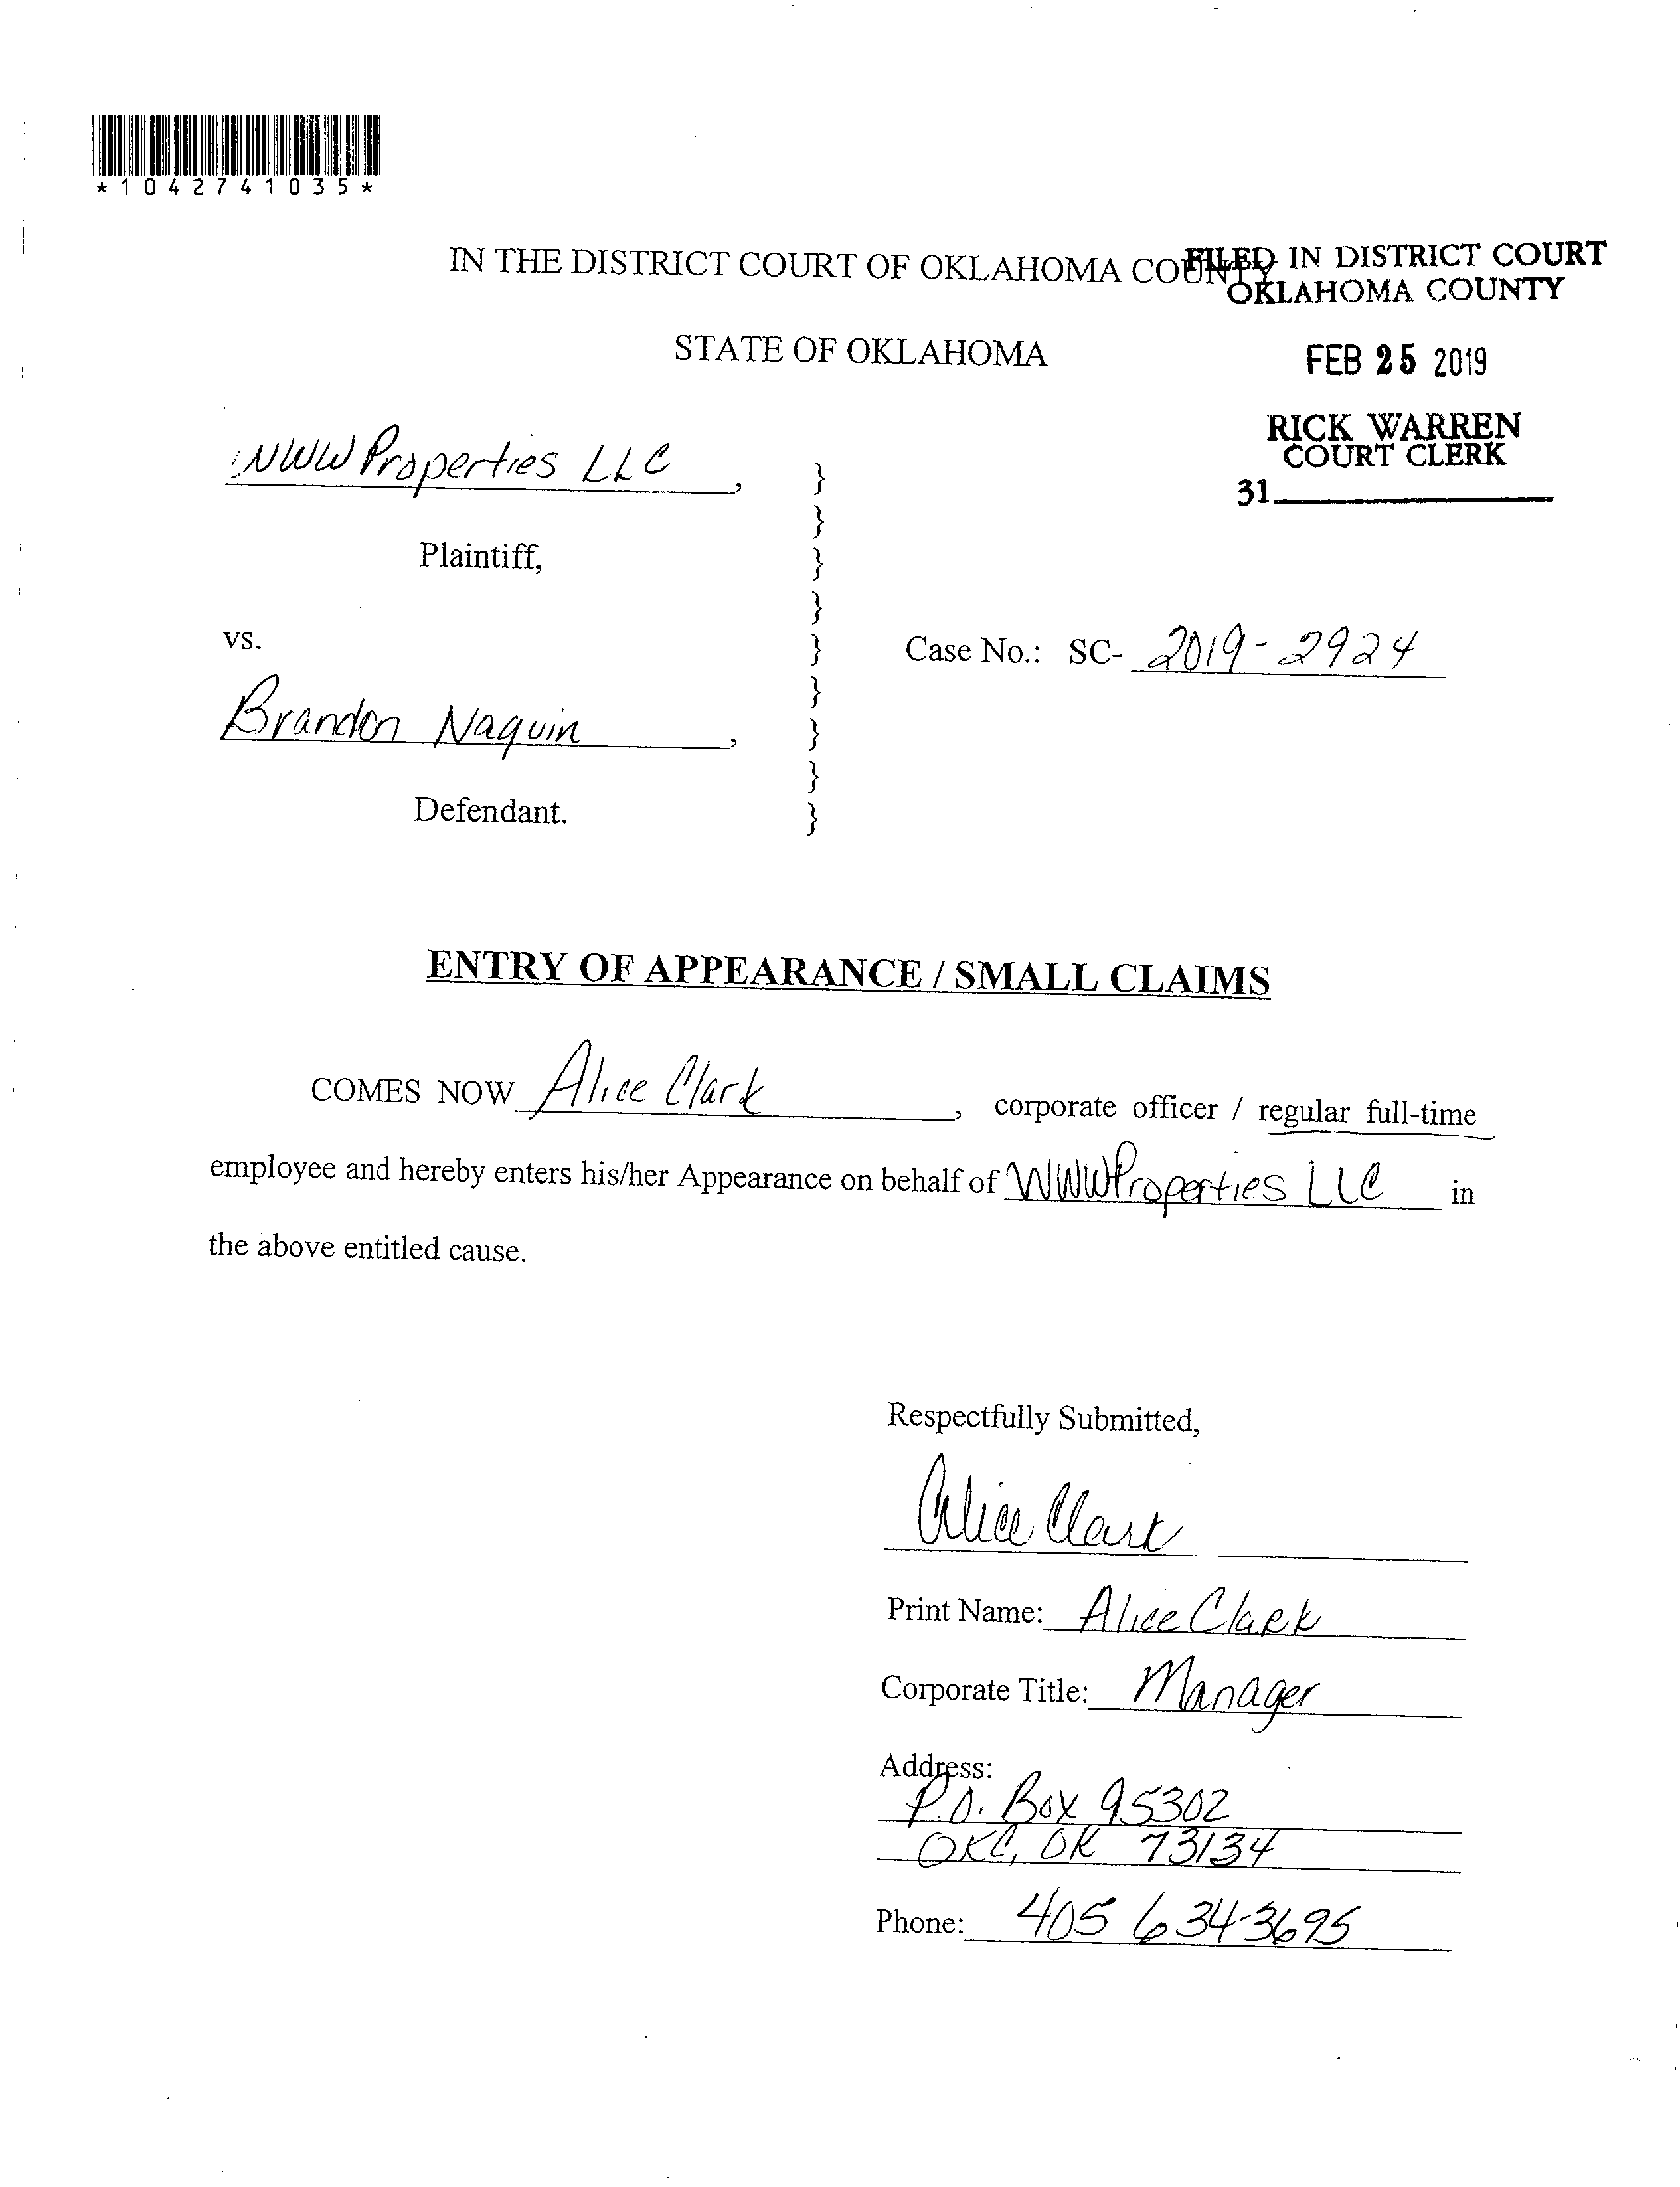 *1042741035*
IN THE DISTRICT COURT OF OKLAHOMA COUNTY
FILED IN DISTRICT COURT
OKLAHOMA COUNTY
STATE OF OKLAHOMA
FEB 25 2019
RICK WARREN
COURT CLERK
31
WWW Properties LLC,
}
}
Plaintiff,
}
}
vs.
}
Case No.: SC- 2019-2924
}
Brandon Naquin,
}
}
Defendant.
}
ENTRY OF APPEARANCE / SMALL CLAIMS
COMES NOW Alice Clark, corporate officer / regular full-time
employee and hereby enters his/her Appearance on behalf of WWWProperties LLC in
the above entitled cause.
Respectfully Submitted,
Alice Clark
Print Name: Alice Clark
Corporate Title: Manager
Address:
P.O. Box 95302
OKC, OK 73134
Phone: 405 634-3695